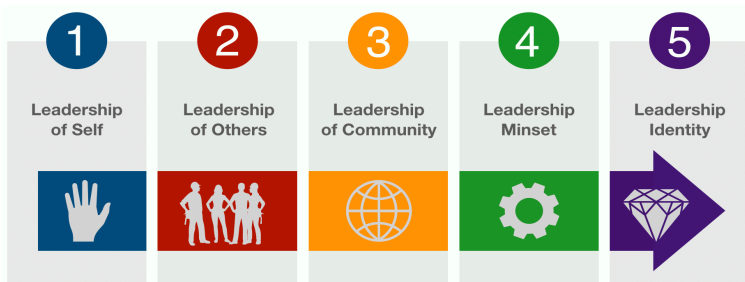 1
Leadership
of Self
2
Leadership
of Others
3
Leadership
of Community
4
Leadership
Minset
5
Leadership
Identity